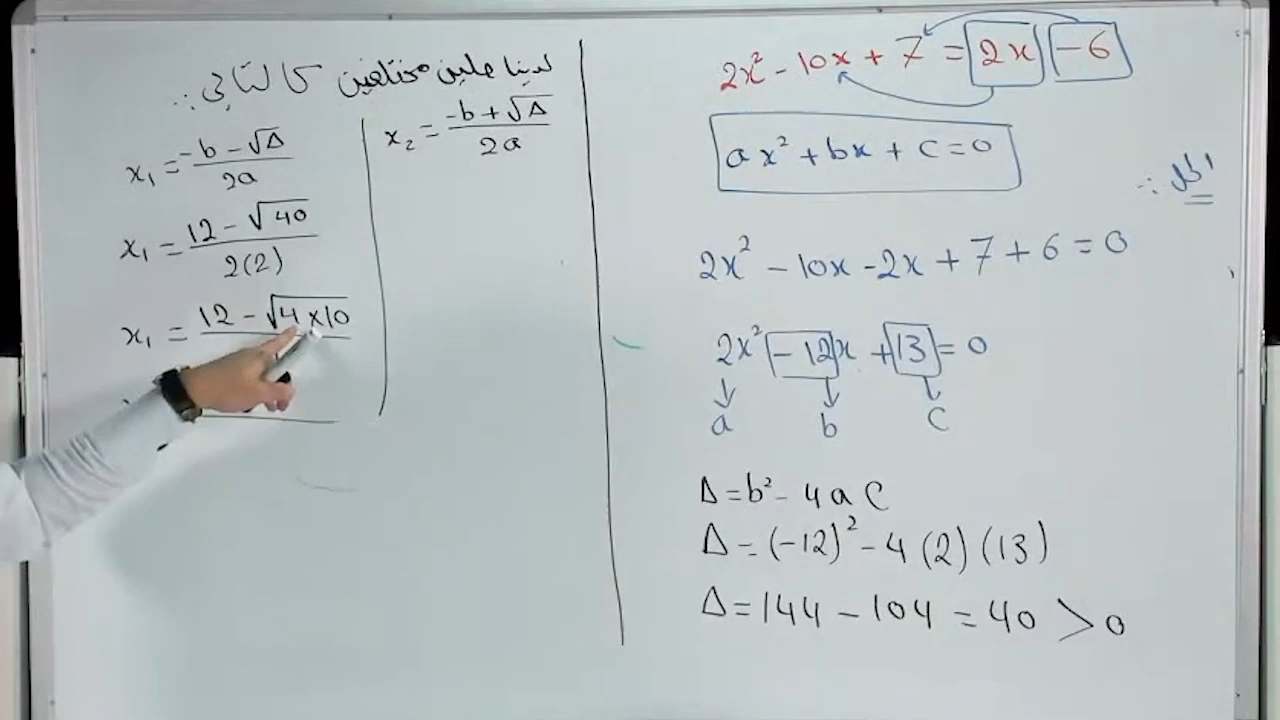 2x² - 10x + 7 = 2x - 6
ax² + bx + c = 0
الحل :
2x² - 10x - 2x + 7 + 6 = 0
2x² - 12x + 13 = 0
a b c
Δ = b² - 4 a c
Δ = (-12)² - 4 (2) (13)
Δ = 144 - 104 = 40 > 0
لدينا حلين مختلفين كالتالي :
x₁ = (-b - √Δ) / 2a
x₁ = (12 - √40) / 2(2)
x₁ = (12 - √(4×10)) /
x₂ = (-b + √Δ) / 2a